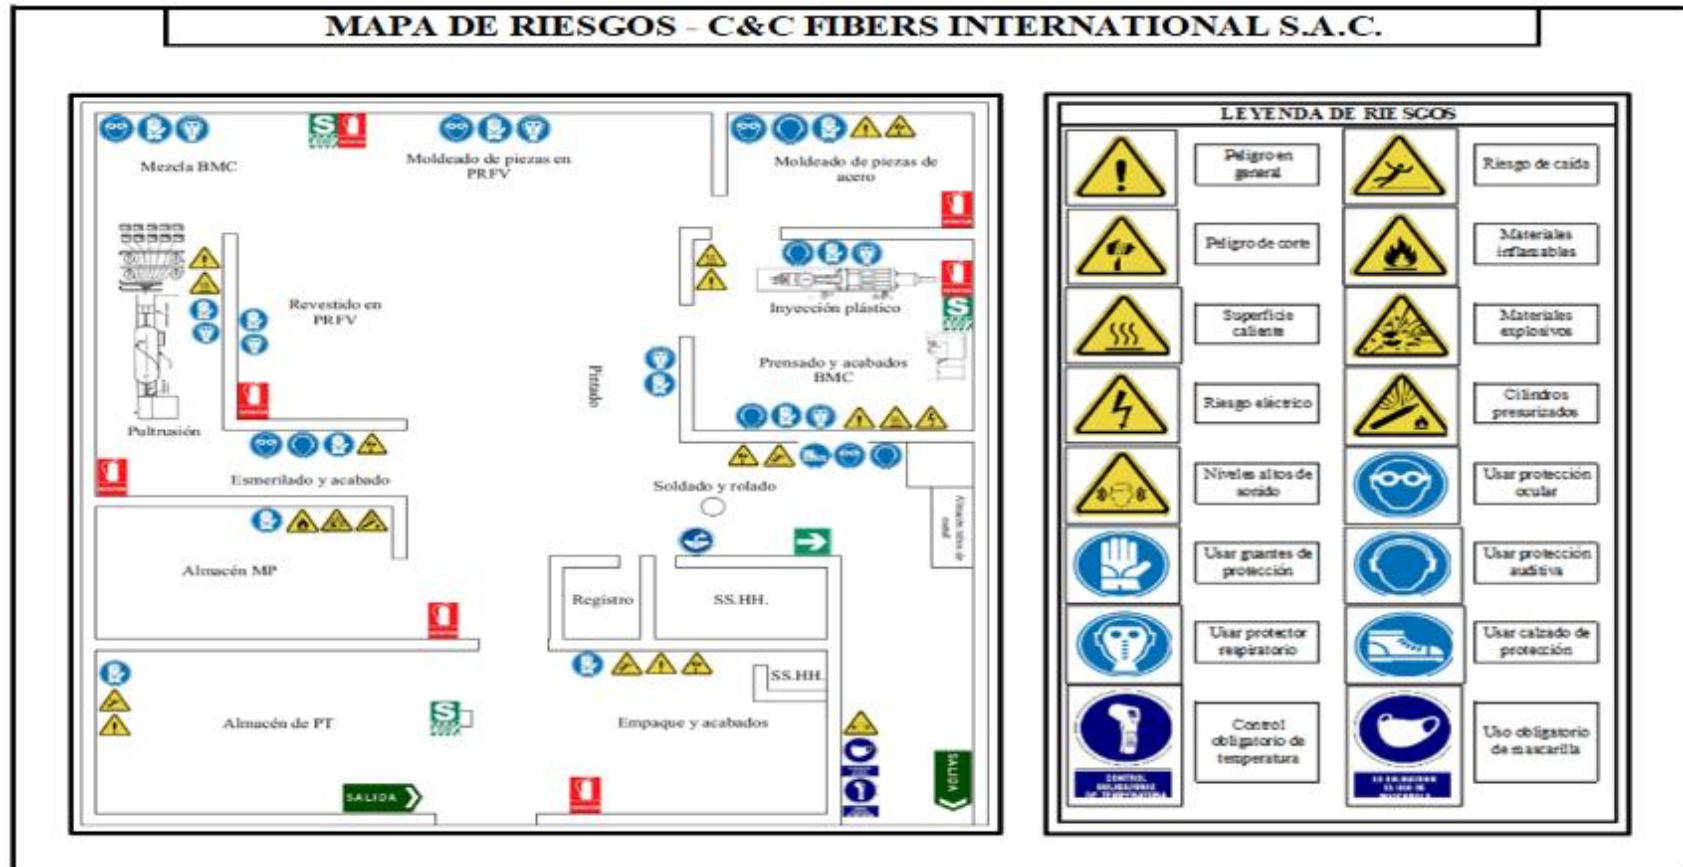 MAPA DE RIESGOS - C&C FIBERS INTERNATIONAL S.A.C.
Mezcla BMC
Moldeado de piezas en
PRFV
Moldeado de piezas de
acero
Revestido en
PRFV
Inyección plástico
Pintado
Prensado y acabados
BMC
Pultrusión
Esmerilado y acabado
Soldado y rolado
Almacén MP
Registro
SS.HH.
SS.HH.
Almacén de PT
Empaque y acabados
SALIDA
SALIDA
LEYENDA DE RIESGOS
Peligro en
general
Riesgo de caída
Peligro de corte
Materiales
inflamables
Superficie
caliente
Materiales
explosivos
Riesgo eléctrico
Cilindros
presurizados
Niveles altos de
sonido
Usar protección
ocular
Usar guantes de
protección
Usar protección
auditiva
Usar protector
respiratorio
Usar calzado de
protección
Control
obligatorio de
temperatura
Uso obligatorio
de mascarilla
CONTROL
OBLIGATORIO
DE TEMPERATURA